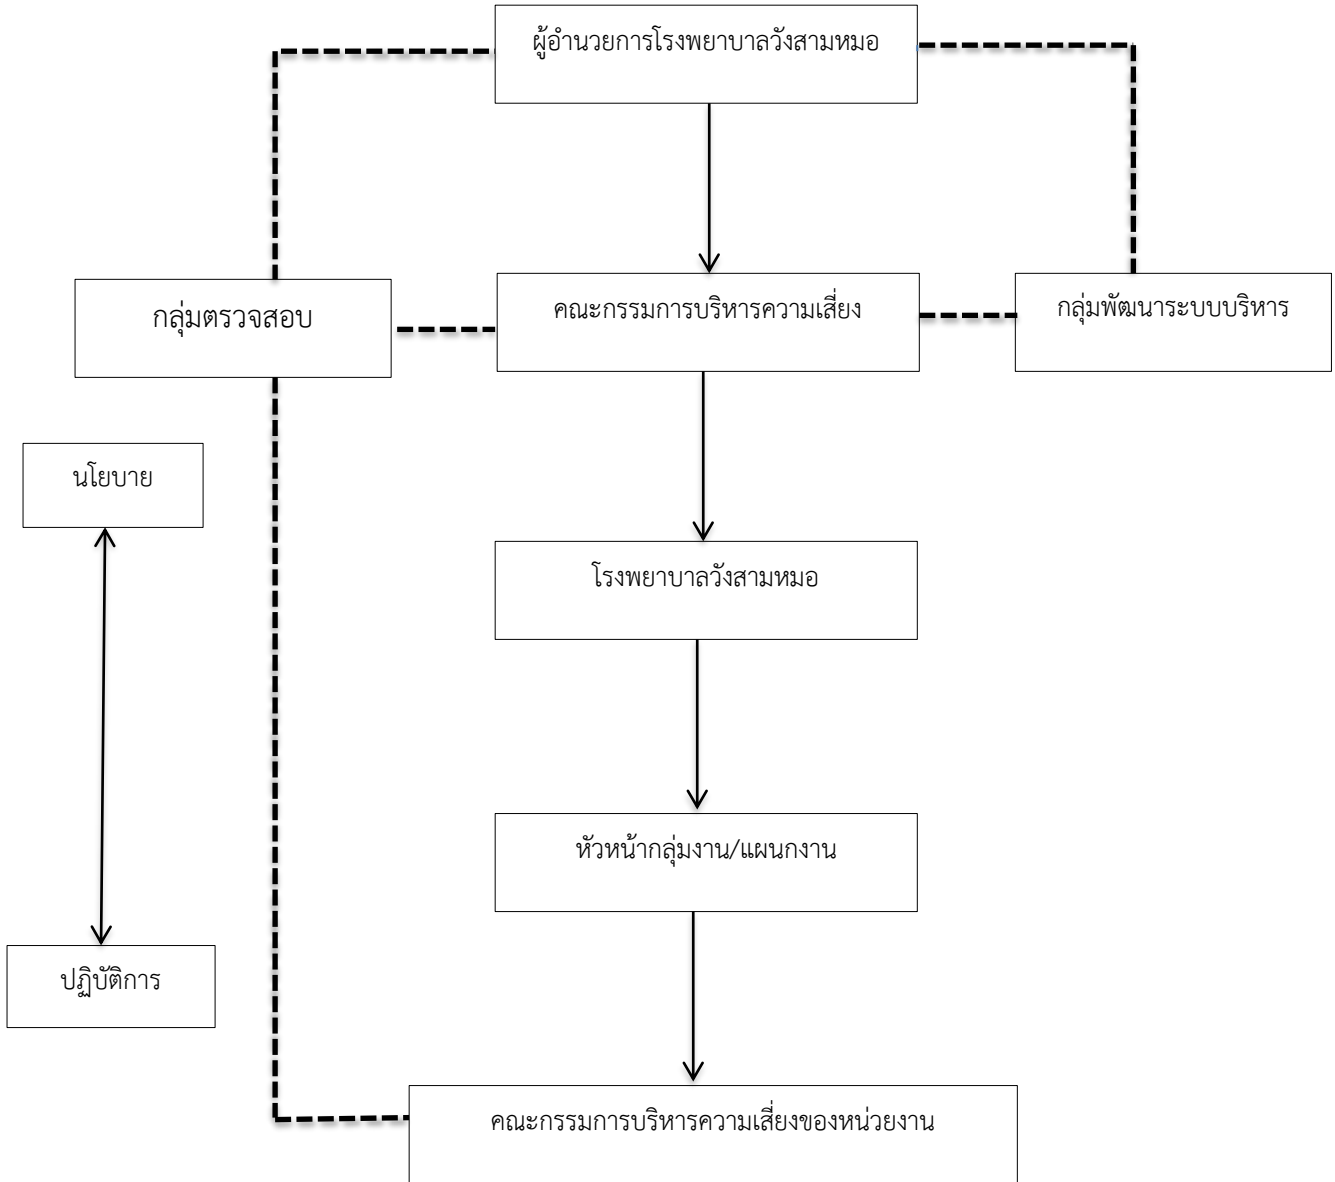 ผู้อำนวยการโรงพยาบาลวังสามหมอ
กลุ่มตรวจสอบ
คณะกรรมการบริหารความเสี่ยง
กลุ่มพัฒนาระบบบริหาร
นโยบาย
โรงพยาบาลวังสามหมอ
หัวหน้ากลุ่มงาน/แผนกงาน
ปฏิบัติการ
คณะกรรมการบริหารความเสี่ยงของหน่วยงาน